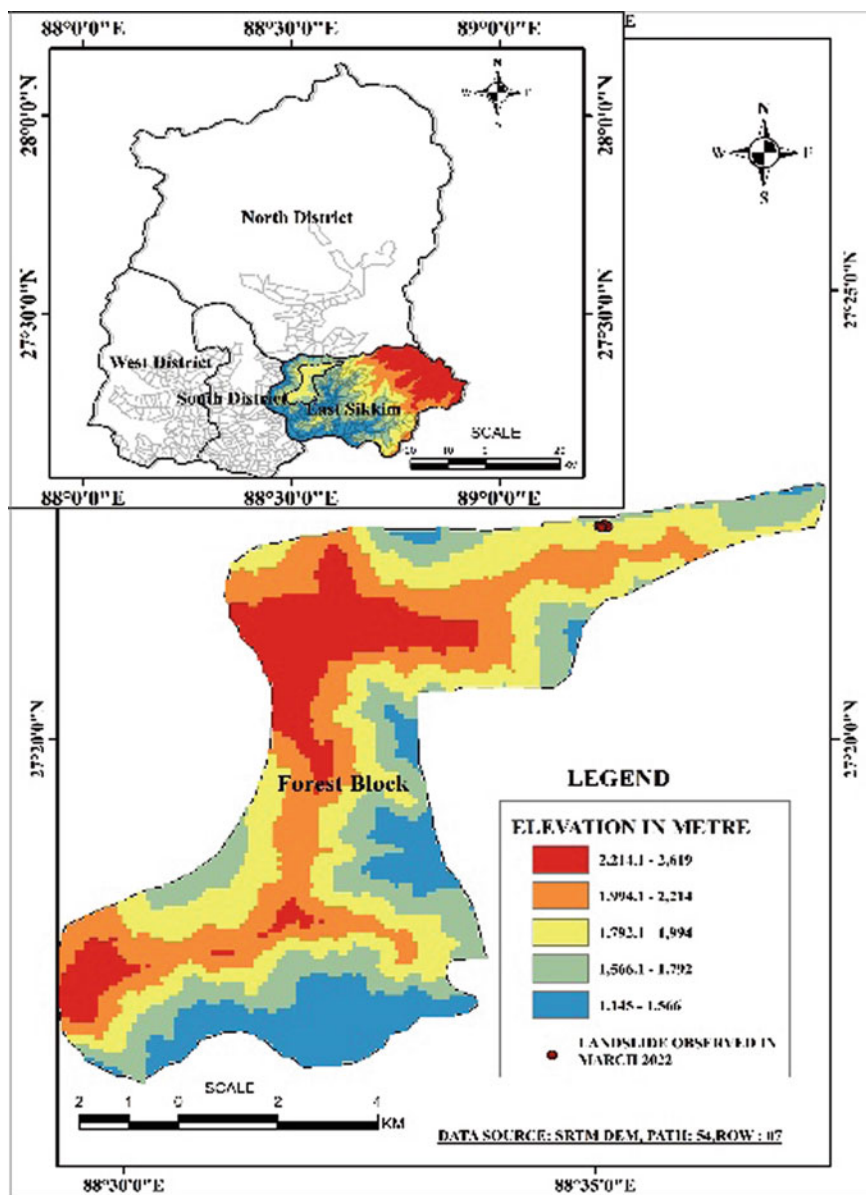 88°0'0"E 88°30'0"E 89°0'0"E
E
N
W
S
28°0'0"N
28°0'0"N
North District
27°30'0"N
27°30'0"N
West District
South District
East Sikkim
SCALE
88°0'0"E 88°30'0"E 89°0'0"E
N
W E
S
27°25'0"N
27°20'0"N
27°20'0"N
Forest Block
LEGEND
ELEVATION IN METRE
2,214.1 - 3,619
1,994.1 - 2,214
1,792.1 - 1,994
1,566.1 - 1,792
1,145 - 1,566
LANDSLIDE OBSERVED IN
MARCH 2022
SCALE
2 1 0 2 4
KM
DATA SOURCE: SRTM DEM, PATH: 54,ROW : 07
88°30'0"E 88°35'0"E